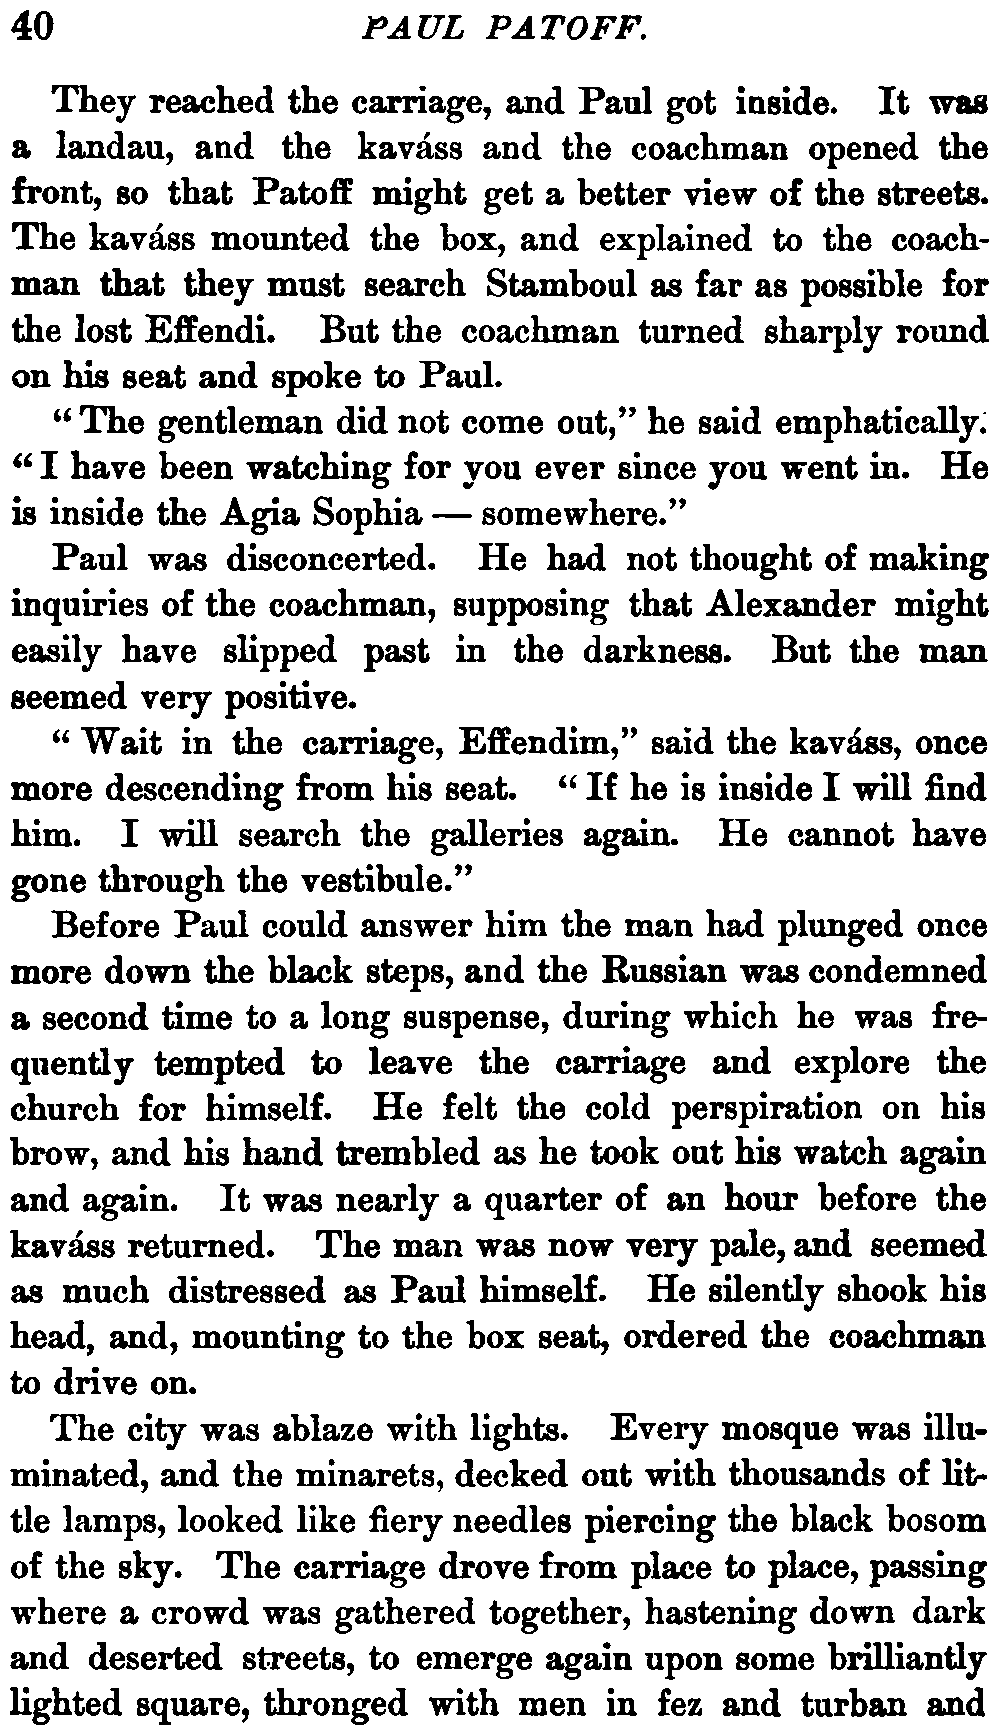 40 PAUL PATOFF.
They reached the carriage, and Paul got inside. It was
a landau, and the kaváss and the coachman opened the
front, so that Patoff might get a better view of the streets.
The kaváss mounted the box, and explained to the coach-
man that they must search Stamboul as far as possible for
the lost Effendi. But the coachman turned sharply round
on his seat and spoke to Paul.
“The gentleman did not come out,” he said emphatically.
“I have been watching for you ever since you went in. He
is inside the Agia Sophia — somewhere.”
Paul was disconcerted. He had not thought of making
inquiries of the coachman, supposing that Alexander might
easily have slipped past in the darkness. But the man
seemed very positive.
“Wait in the carriage, Effendim,” said the kaváss, once
more descending from his seat. “If he is inside I will find
him. I will search the galleries again. He cannot have
gone through the vestibule.”
Before Paul could answer him the man had plunged once
more down the black steps, and the Russian was condemned
a second time to a long suspense, during which he was fre-
quently tempted to leave the carriage and explore the
church for himself. He felt the cold perspiration on his
brow, and his hand trembled as he took out his watch again
and again. It was nearly a quarter of an hour before the
kaváss returned. The man was now very pale, and seemed
as much distressed as Paul himself. He silently shook his
head, and, mounting to the box seat, ordered the coachman
to drive on.
The city was ablaze with lights. Every mosque was illu-
minated, and the minarets, decked out with thousands of lit-
tle lamps, looked like fiery needles piercing the black bosom
of the sky. The carriage drove from place to place, passing
where a crowd was gathered together, hastening down dark
and deserted streets, to emerge again upon some brilliantly
lighted square, thronged with men in fez and turban and